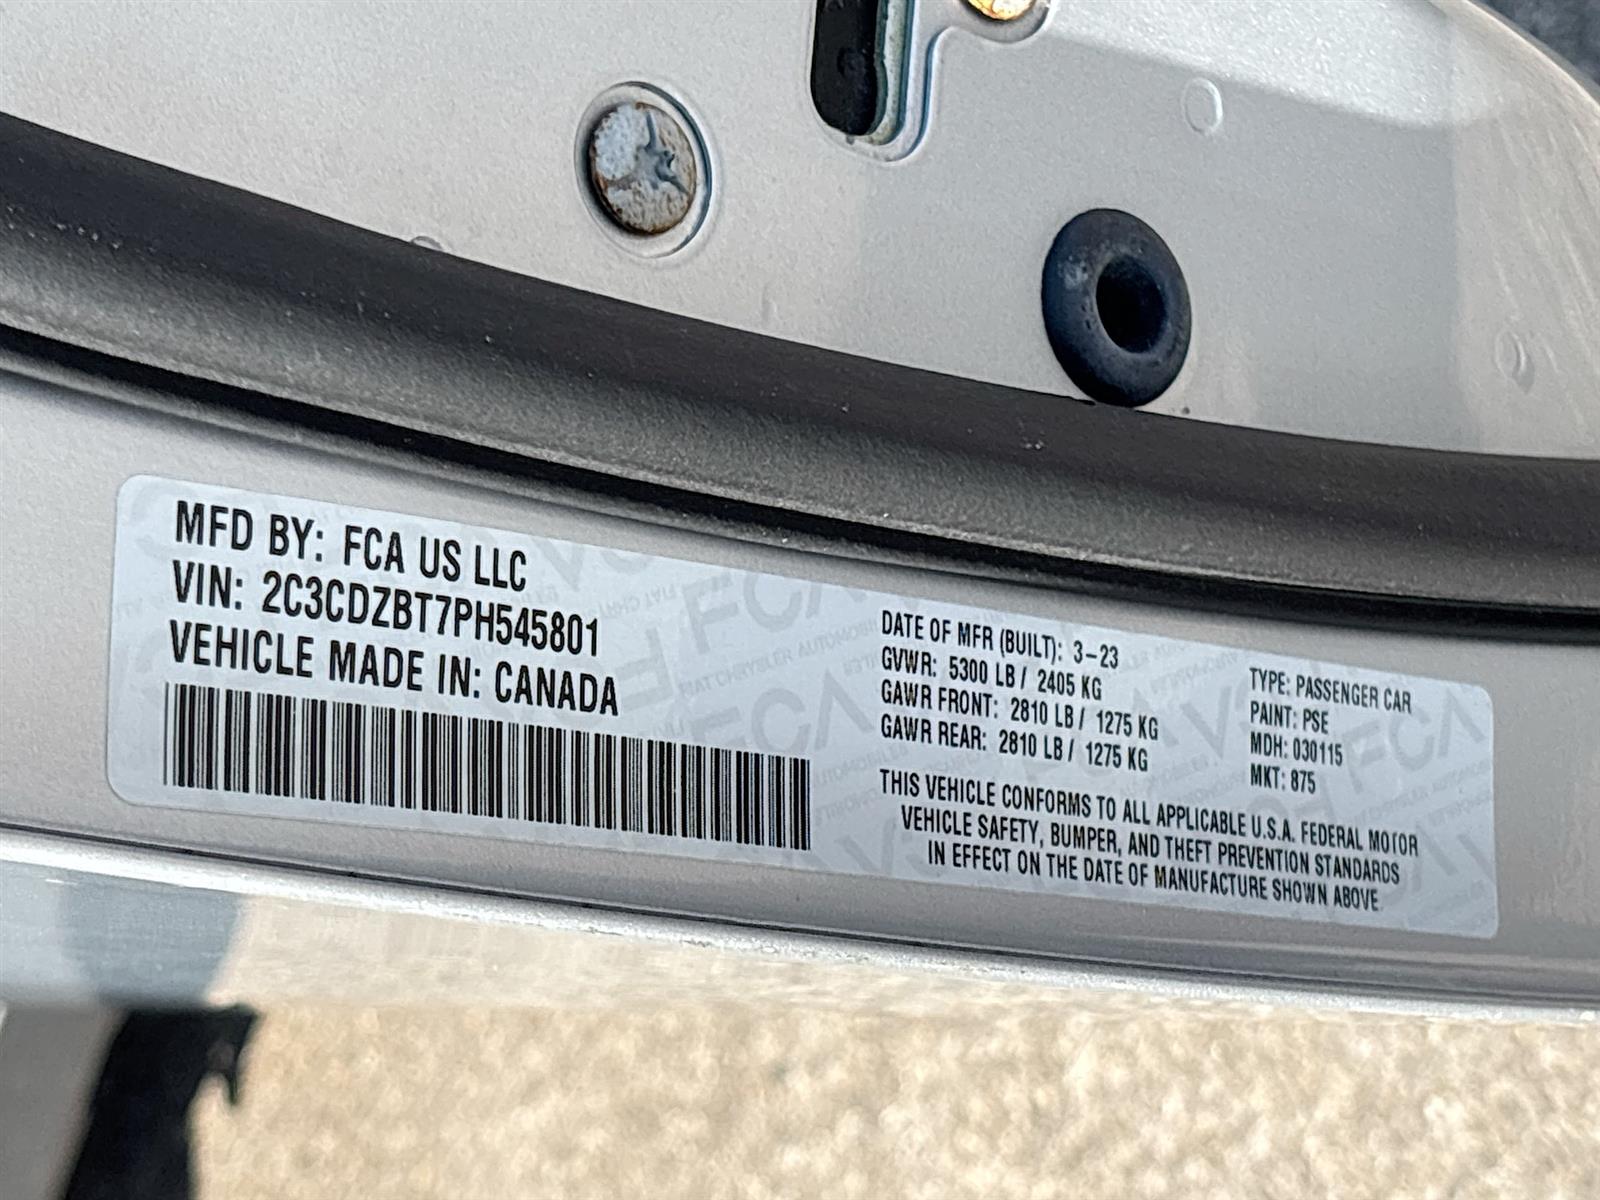 MFD BY: FCA US LLC
VIN: 2C3CDZBT7PH545801
VEHICLE MADE IN: CANADA
DATE OF MFR (BUILT): 3-23
GVWR: 5300 LB / 2405 KG
GAWR FRONT: 2810 LB / 1275 KG
GAWR REAR: 2810 LB / 1275 KG
TYPE: PASSENGER CAR
PAINT: PSE
MDH: 030115
MKT: 875
THIS VEHICLE CONFORMS TO ALL APPLICABLE U.S.A. FEDERAL MOTOR
VEHICLE SAFETY, BUMPER, AND THEFT PREVENTION STANDARDS
IN EFFECT ON THE DATE OF MANUFACTURE SHOWN ABOVE.